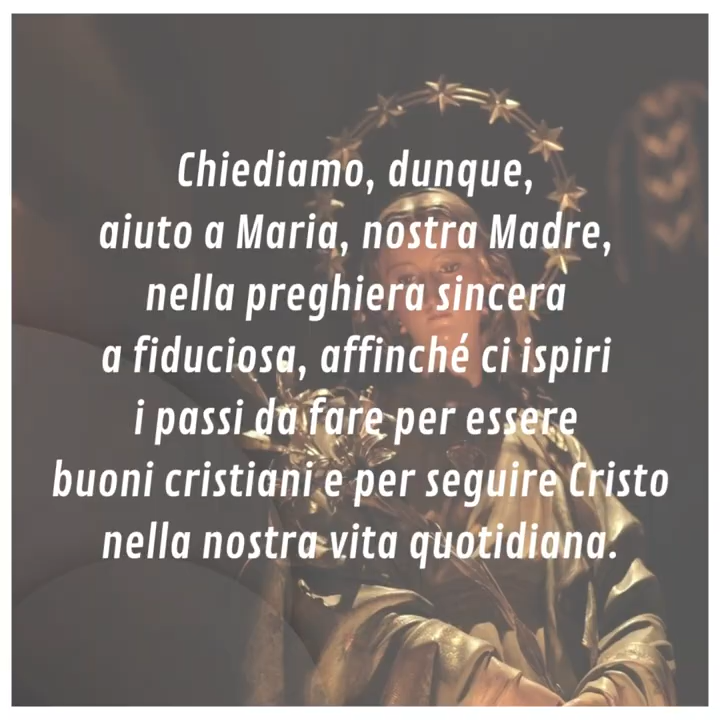 Chiediamo, dunque,
aiuto a Maria, nostra Madre,
nella preghiera sincera
a fiduciosa, affinché ci ispiri
i passi da fare per essere
buoni cristiani e per seguire Cristo
nella nostra vita quotidiana.